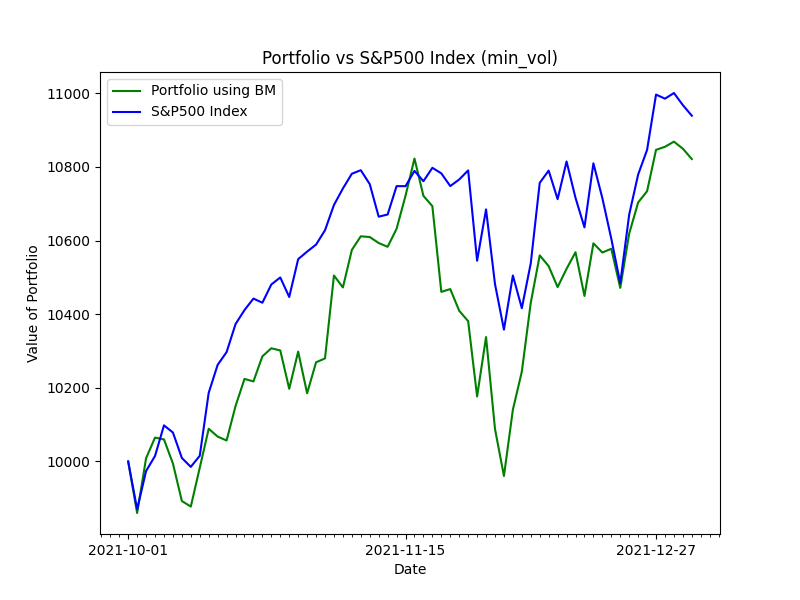 Portfolio vs S&P500 Index (min_vol)
Portfolio using BM
S&P500 Index
Value of Portfolio
11000
10800
10600
10400
10200
10000
2021-10-01
2021-11-15
2021-12-27
Date